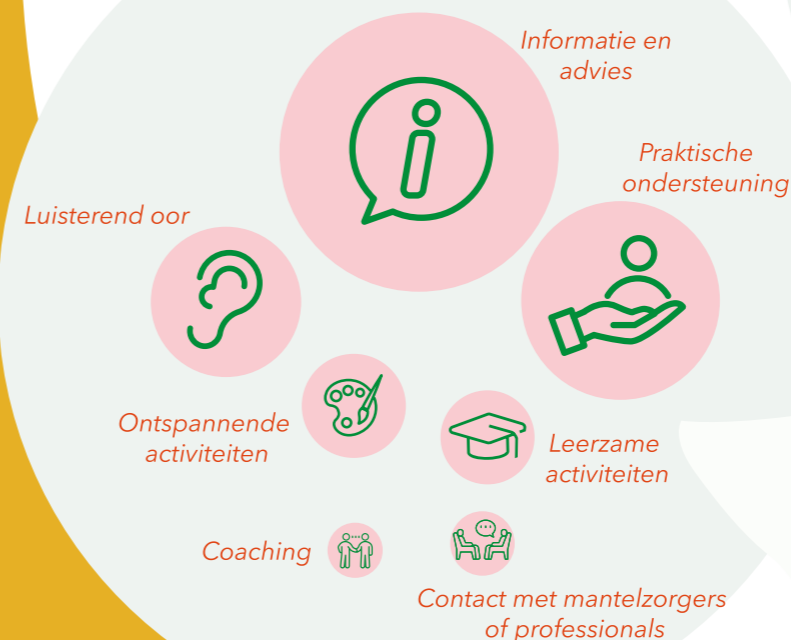 Informatie en
advies
Praktische
ondersteuning
Luisterend oor
Ontspannende
activiteiten
Leerzame
activiteiten
Coaching
Contact met mantelzorgers
of professionals